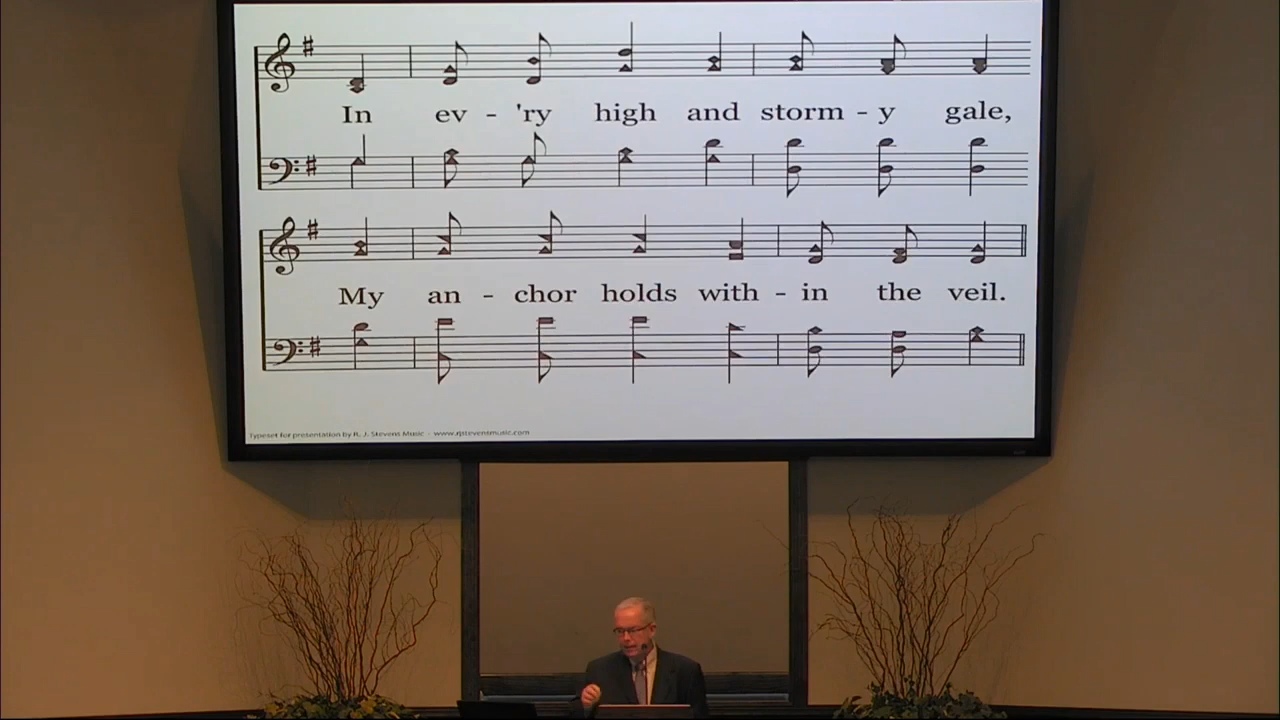 In ev - 'ry high and storm - y gale,
My an - chor holds with - in the veil.
Typeset for presentation by R. J. Stevens Music - www.rjstevensmusic.com